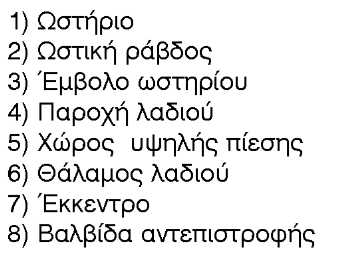 1) Ωστήριο
2) Ωστική ράβδος
3) Έμβολο ωστηρίου
4) Παροχή λαδιού
5) Χώρος υψηλής πίεσης
6) Θάλαμος λαδιού
7) Έκκεντρο
8) Βαλβίδα αντεπιστροφής